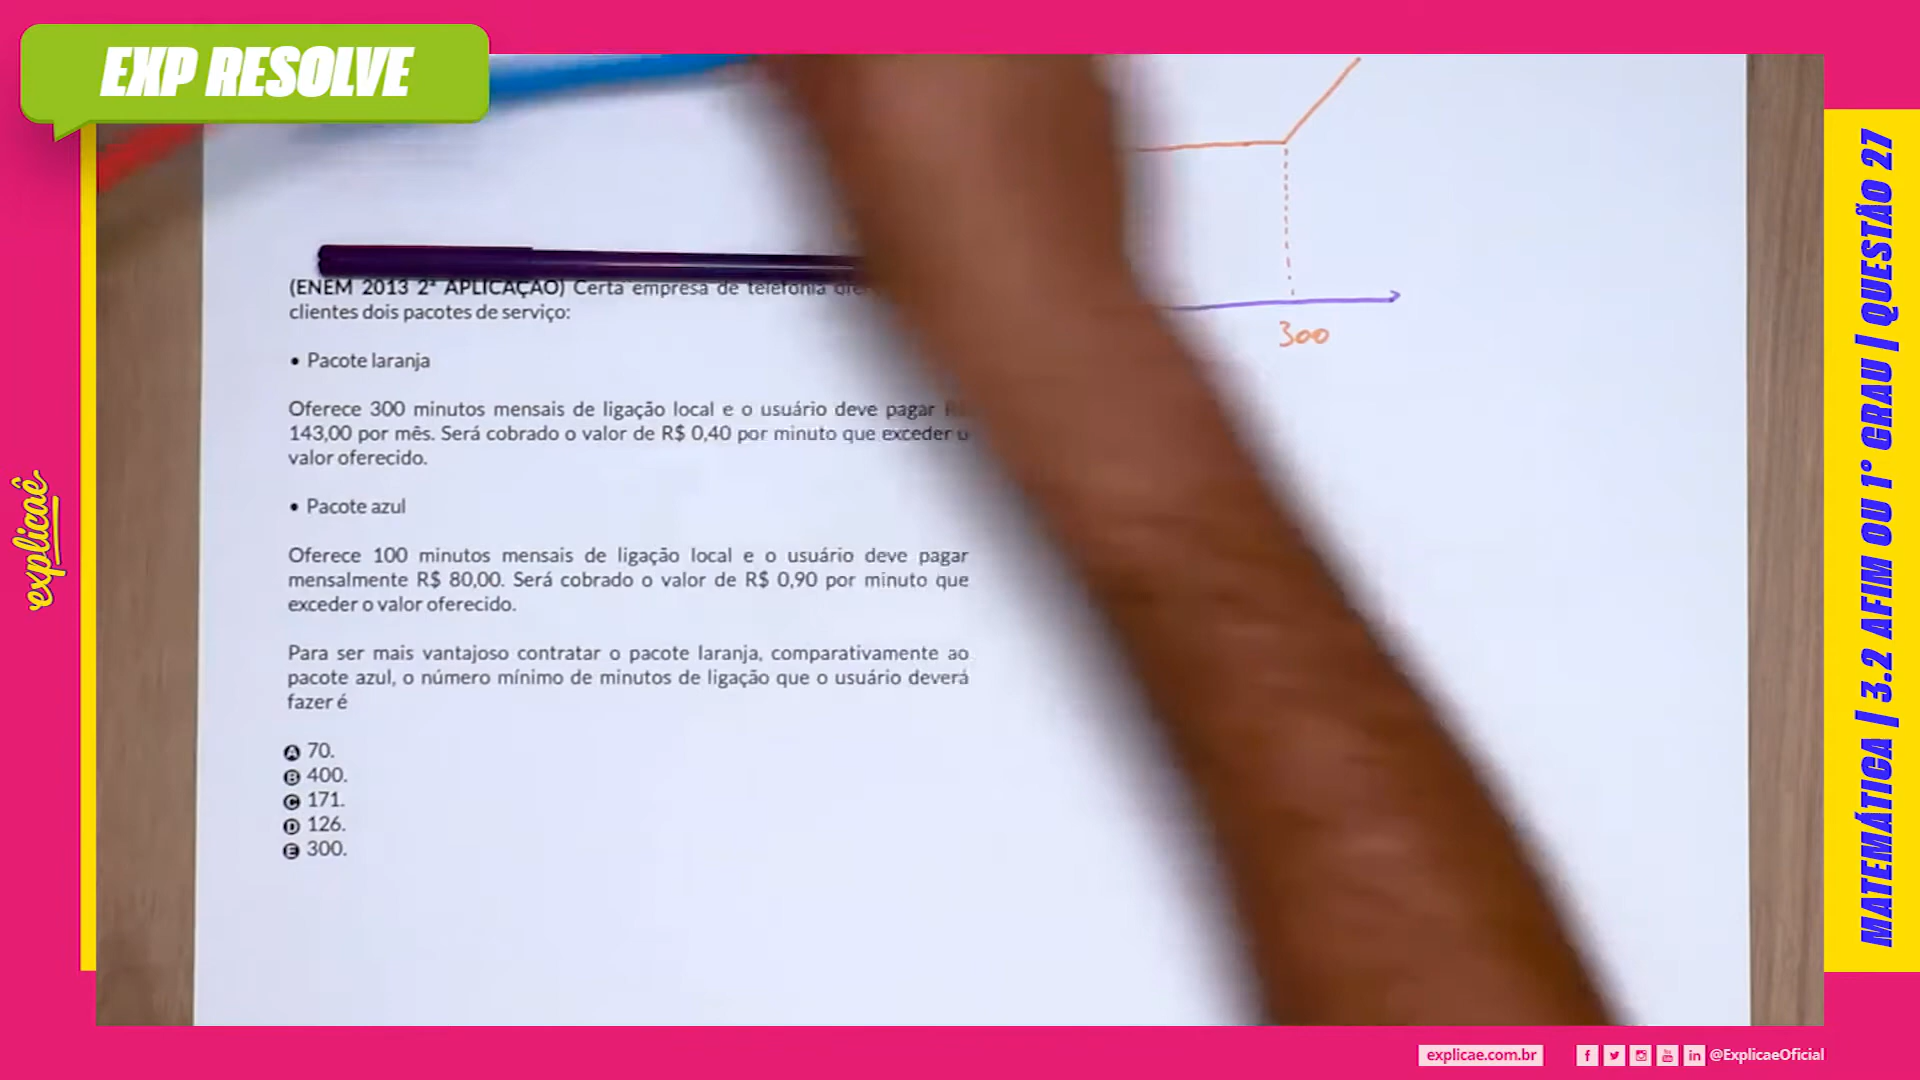 EXP RESOLVE
(ENEM 2013 2ª APLICAÇÃO) Certa empresa de telefonia
clientes dois pacotes de serviço:
• Pacote laranja
Oferece 300 minutos mensais de ligação local e o usuário deve pagar
143,00 por mês. Será cobrado o valor de R$ 0,40 por minuto que exceder o
valor oferecido.
• Pacote azul
Oferece 100 minutos mensais de ligação local e o usuário deve pagar
mensalmente R$ 80,00. Será cobrado o valor de R$ 0,90 por minuto que
exceder o valor oferecido.
Para ser mais vantajoso contratar o pacote laranja, comparativamente ao
pacote azul, o número mínimo de minutos de ligação que o usuário deverá
fazer é
A 70.
B 400.
C 171.
D 126.
E 300.
300
explicaê
MATEMÁTICA | 3.2 AFIM OU 1° GRAU | QUESTÃO 27
explicae.com.br
@ExplicaeOficial